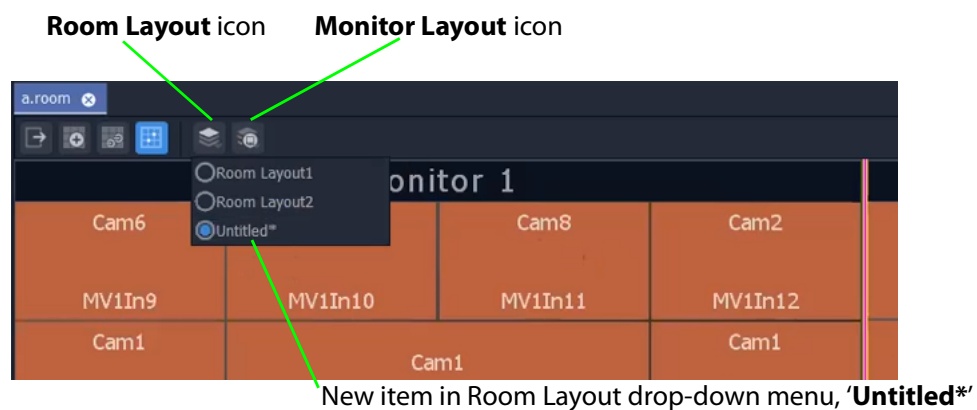 Room Layout icon Monitor Layout icon
a.room
Room Layout1
onitor 1
Room Layout2
Untitled*
Cam6 Cam8 Cam2
MV1In9 MV1In10 MV1In11 MV1In12
Cam1 Cam1 Cam1
New item in Room Layout drop-down menu, ‘Untitled*’